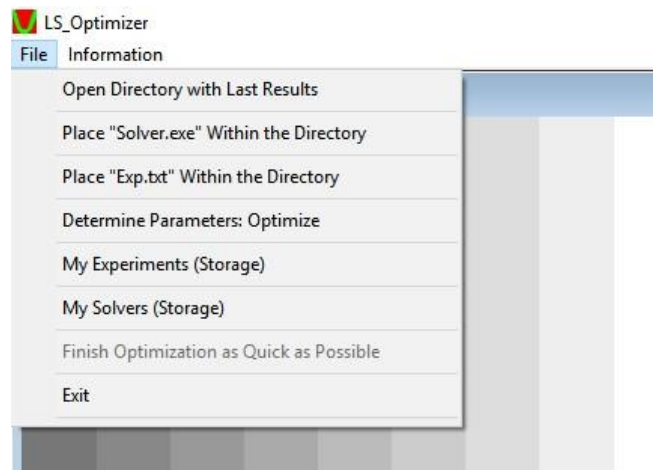 LS_Optimizer
File Information
Open Directory with Last Results
Place "Solver.exe" Within the Directory
Place "Exp.txt" Within the Directory
Determine Parameters: Optimize
My Experiments (Storage)
My Solvers (Storage)
Finish Optimization as Quick as Possible
Exit